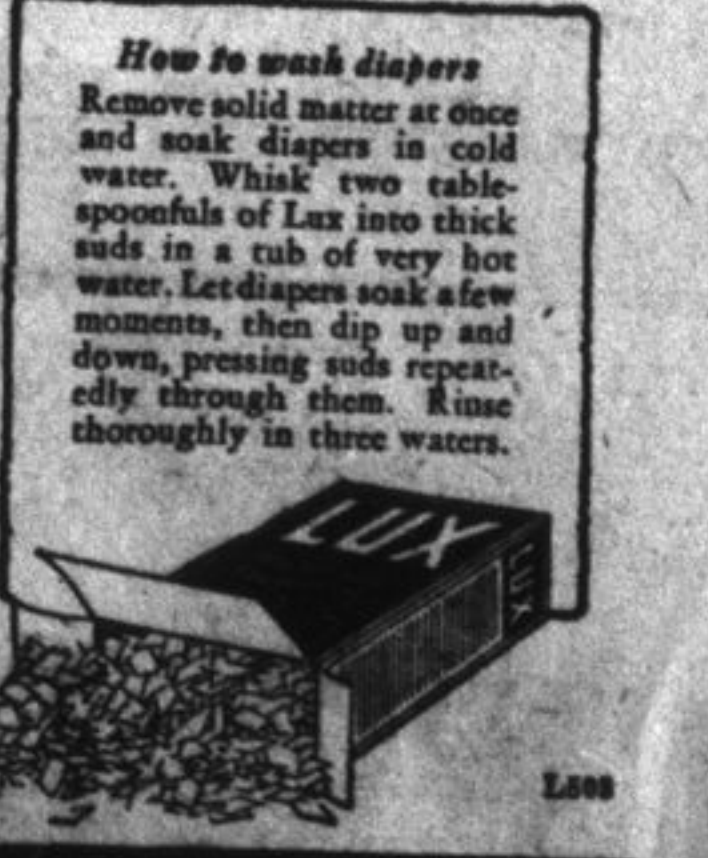 How to wash diapers
Remove solid matter at once
and soak diapers in cold
water. Whisk two table-
spoonfuls of Lux into thick
suds in a tub of very hot
water. Let diapers soak a few
moments, then dip up and
down, pressing suds repeat-
edly through them. Rinse
thoroughly in three waters.
LUX
LUX
L508